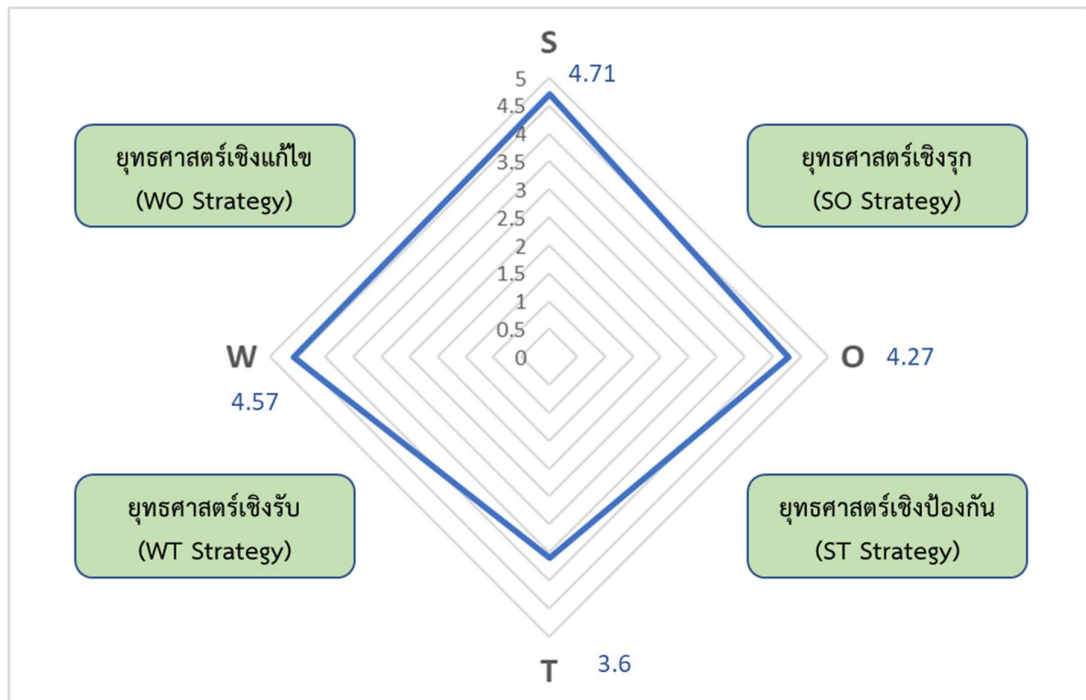 S
4.71
5
4.5
4
3.5
3
2.5
2
1.5
1
0.5
0
ยุทธศาสตร์เชิงแก้ไข
(WO Strategy)
ยุทธศาสตร์เชิงรุก
(SO Strategy)
W
4.57
O
4.27
ยุทธศาสตร์เชิงรับ
(WT Strategy)
ยุทธศาสตร์เชิงป้องกัน
(ST Strategy)
T
3.6